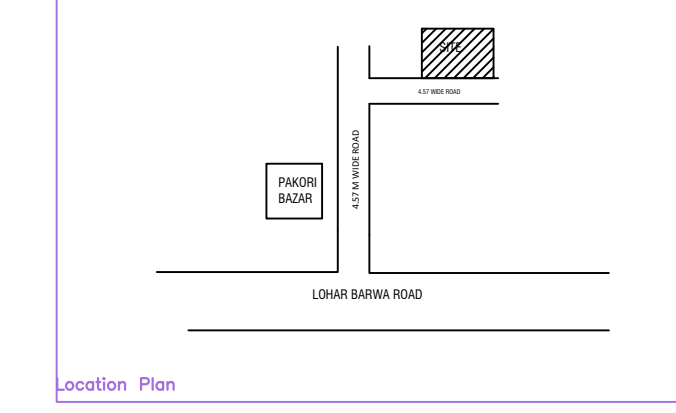 SITE
4.57 WIDE ROAD
4.57 M WIDE ROAD
PAKORI
BAZAR
LOHAR BARWA ROAD
Location Plan